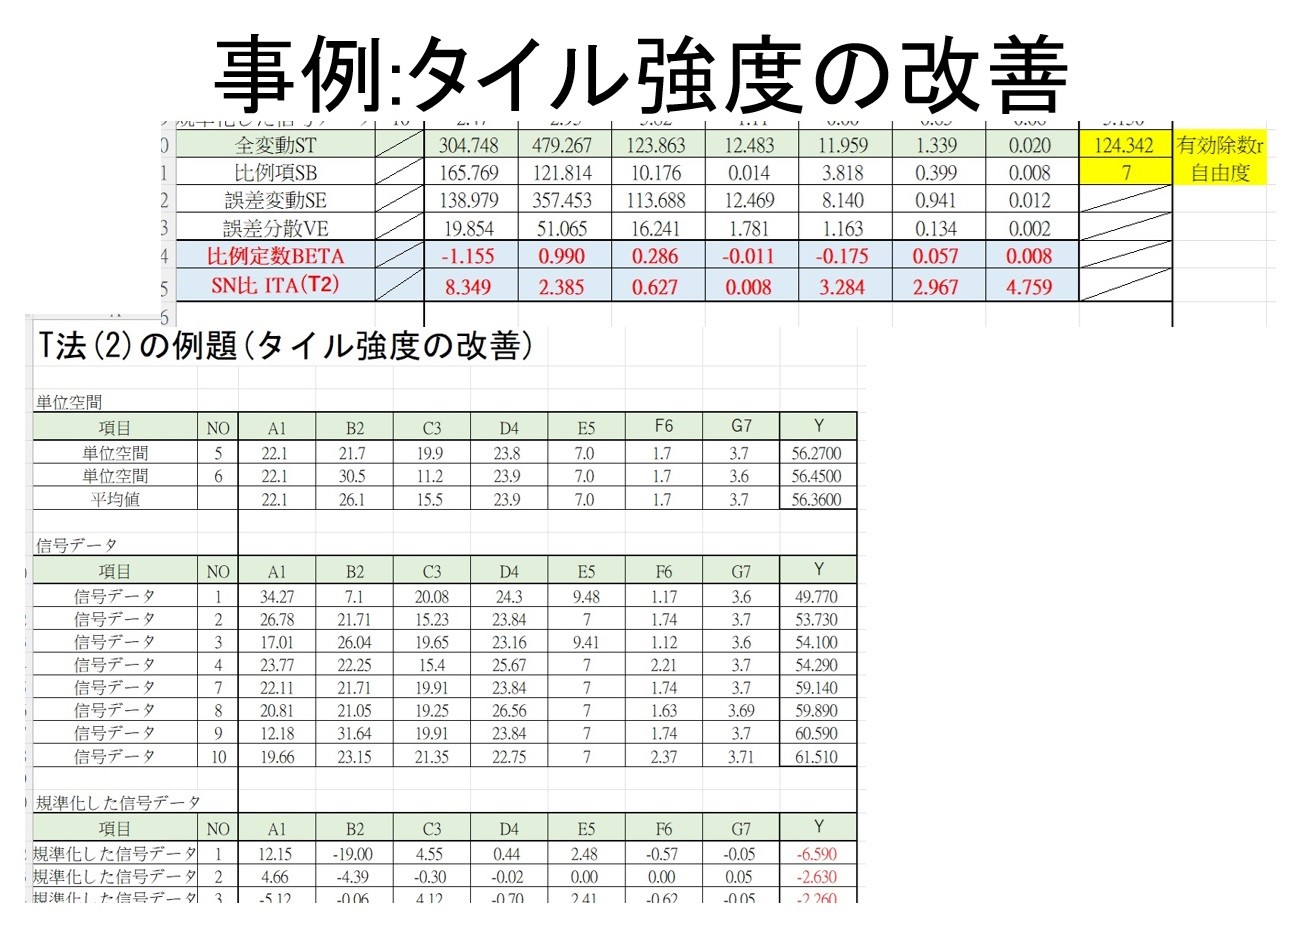 事例:タイル強度の改善
0 全変動ST 304.748 479.267 123.863 12.483 11.959 1.339 0.020 124.342 有効除数r
1 比例項SB 165.769 121.814 10.176 0.014 3.818 0.399 0.008 7 自由度
2 誤差変動SE 138.979 357.453 113.688 12.469 8.140 0.941 0.012
3 誤差分散VE 19.854 51.065 16.241 1.781 1.163 0.134 0.002
4 比例定数BETA -1.155 0.990 0.286 -0.011 -0.175 0.057 0.008
5 SN比 ITA(T2) 8.349 2.385 0.627 0.008 3.284 2.967 4.759
6
T法(2)の例題(タイル強度の改善)
単位空間
項目 NO A1 B2 C3 D4 E5 F6 G7 Y
単位空間 5 22.1 21.7 19.9 23.8 7.0 1.7 3.7 56.2700
単位空間 6 22.1 30.5 11.2 23.9 7.0 1.7 3.6 56.4500
平均値 22.1 26.1 15.5 23.9 7.0 1.7 3.7 56.3600
信号データ
項目 NO A1 B2 C3 D4 E5 F6 G7 Y
信号データ 1 34.27 7.1 20.08 24.3 9.48 1.17 3.6 49.770
信号データ 2 26.78 21.71 15.23 23.84 7 1.74 3.7 53.730
信号データ 3 17.01 26.04 19.65 23.16 9.41 1.12 3.6 54.100
信号データ 4 23.77 22.25 15.4 25.67 7 2.21 3.7 54.290
信号データ 7 22.11 21.71 19.91 23.84 7 1.74 3.7 59.140
信号データ 8 20.81 21.05 19.25 26.56 7 1.63 3.69 59.890
信号データ 9 12.18 31.64 19.91 23.84 7 1.74 3.7 60.590
信号データ 10 19.66 23.15 21.35 22.75 7 2.37 3.71 61.510
規準化した信号データ
項目 NO A1 B2 C3 D4 E5 F6 G7 Y
規準化した信号データ 1 12.15 -19.00 4.55 0.44 2.48 -0.57 -0.05 -6.590
規準化した信号データ 2 4.66 -4.39 -0.30 -0.02 0.00 0.00 0.05 -2.630
規準化した信号データ 3 -5.12 -0.06 4.12 -0.70 2.41 -0.62 -0.05 -2.260